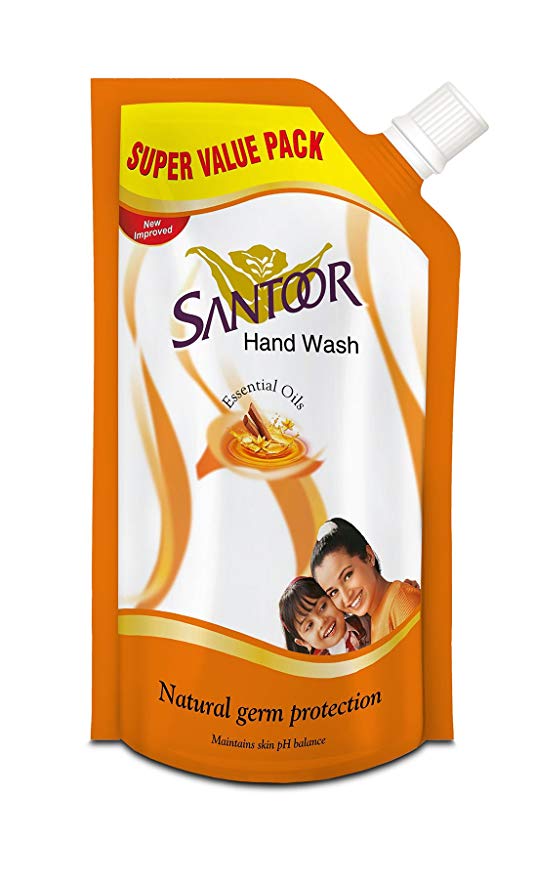 SUPER VALUE PACK
New
Improved
SANTOOR
Hand Wash
Essential Oils
Natural germ protection
Maintains skin pH balance